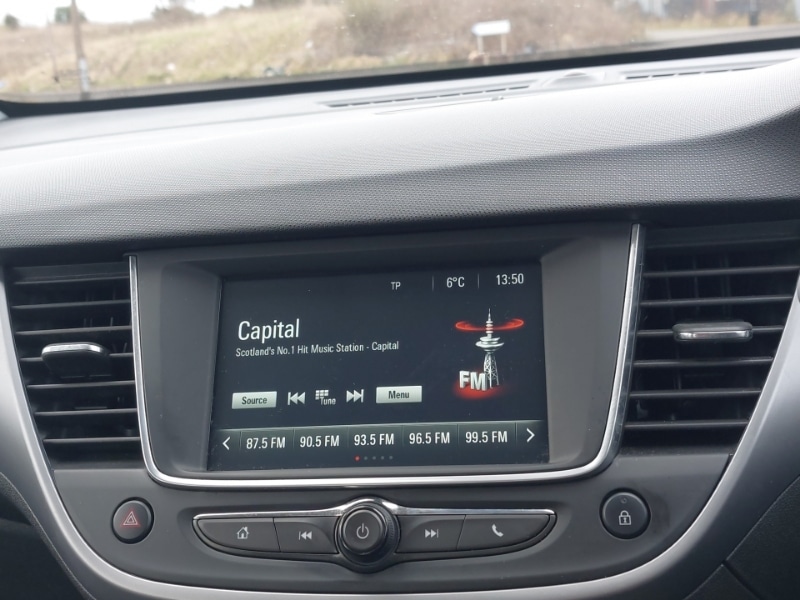 TP 6°C 13:50
Capital
Scotland's No.1 Hit Music Station - Capital
FM
Source Tune Menu
87.5 FM 90.5 FM 93.5 FM 96.5 FM 99.5 FM